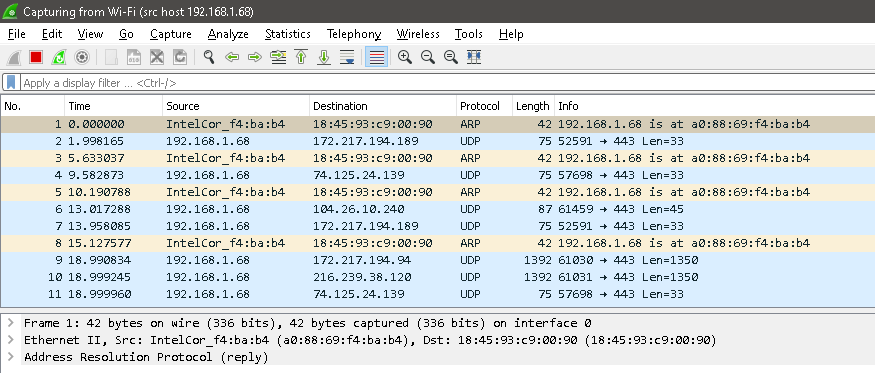 Capturing from Wi-Fi (src host 192.168.1.68)
File Edit View Go Capture Analyze Statistics Telephony Wireless Tools Help
Apply a display filter ... <Ctrl-/>
No. Time Source Destination Protocol Length Info
1 0.000000 IntelCor_f4:ba:b4 18:45:93:c9:00:90 ARP 42 192.168.1.68 is at a0:88:69:f4:ba:b4
2 1.998165 192.168.1.68 172.217.194.189 UDP 75 52591 → 443 Len=33
3 5.633037 IntelCor_f4:ba:b4 18:45:93:c9:00:90 ARP 42 192.168.1.68 is at a0:88:69:f4:ba:b4
4 9.582873 192.168.1.68 74.125.24.139 UDP 75 57698 → 443 Len=33
5 10.190788 IntelCor_f4:ba:b4 18:45:93:c9:00:90 ARP 42 192.168.1.68 is at a0:88:69:f4:ba:b4
6 13.017288 192.168.1.68 104.26.10.240 UDP 87 61459 → 443 Len=45
7 13.958085 192.168.1.68 172.217.194.189 UDP 75 52591 → 443 Len=33
8 15.127577 IntelCor_f4:ba:b4 18:45:93:c9:00:90 ARP 42 192.168.1.68 is at a0:88:69:f4:ba:b4
9 18.990834 192.168.1.68 172.217.194.94 UDP 1392 61030 → 443 Len=1350
10 18.999245 192.168.1.68 216.239.38.120 UDP 1392 61031 → 443 Len=1350
11 18.999960 192.168.1.68 74.125.24.139 UDP 75 57698 → 443 Len=33
Frame 1: 42 bytes on wire (336 bits), 42 bytes captured (336 bits) on interface 0
Ethernet II, Src: IntelCor_f4:ba:b4 (a0:88:69:f4:ba:b4), Dst: 18:45:93:c9:00:90 (18:45:93:c9:00:90)
Address Resolution Protocol (reply)